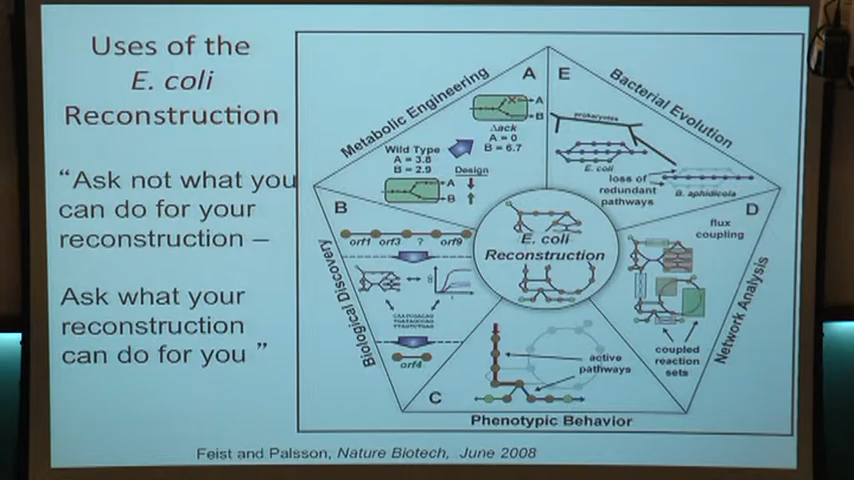 Uses of the
E. coli
Reconstruction
“Ask not what you
can do for your
reconstruction –
Ask what your
reconstruction
can do for you ”
Metabolic Engineering
A
Wild Type
A = 3.8
B = 2.9
A
B
Design
Δack
A = 0
B = 6.7
A
B
E
Bacterial Evolution
prokaryotes
E. coli
loss of
redundant
pathways
B. aphidicola
B
Biological Discovery
orf1 orf3 ? orf9
orf4
E. coli
Reconstruction
D
flux
coupling
Network Analysis
coupled
reaction
sets
C
active
pathways
Phenotypic Behavior
Feist and Palsson, Nature Biotech, June 2008